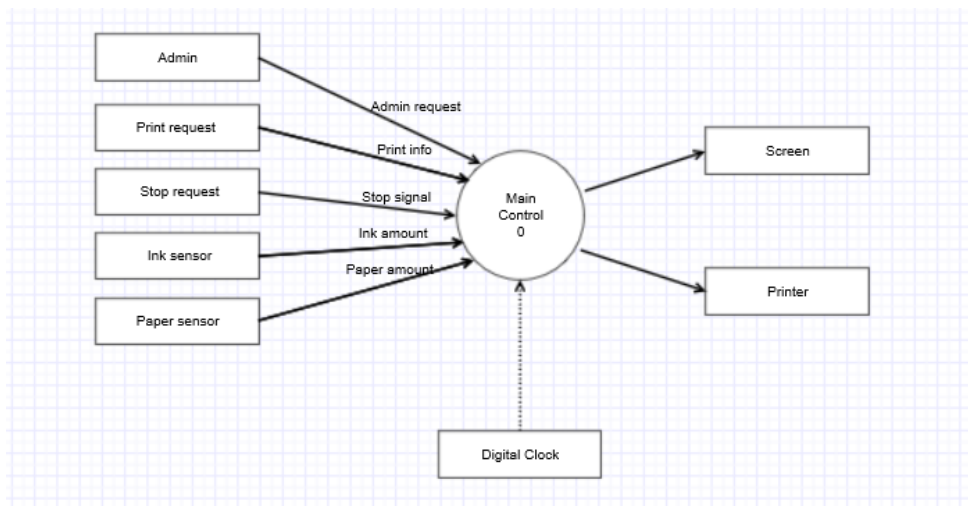 Admin
Admin request
Print request
Print info
Screen
Stop request
Stop signal
Main
Control
0
Ink amount
Ink sensor
Paper amount
Printer
Paper sensor
Digital Clock